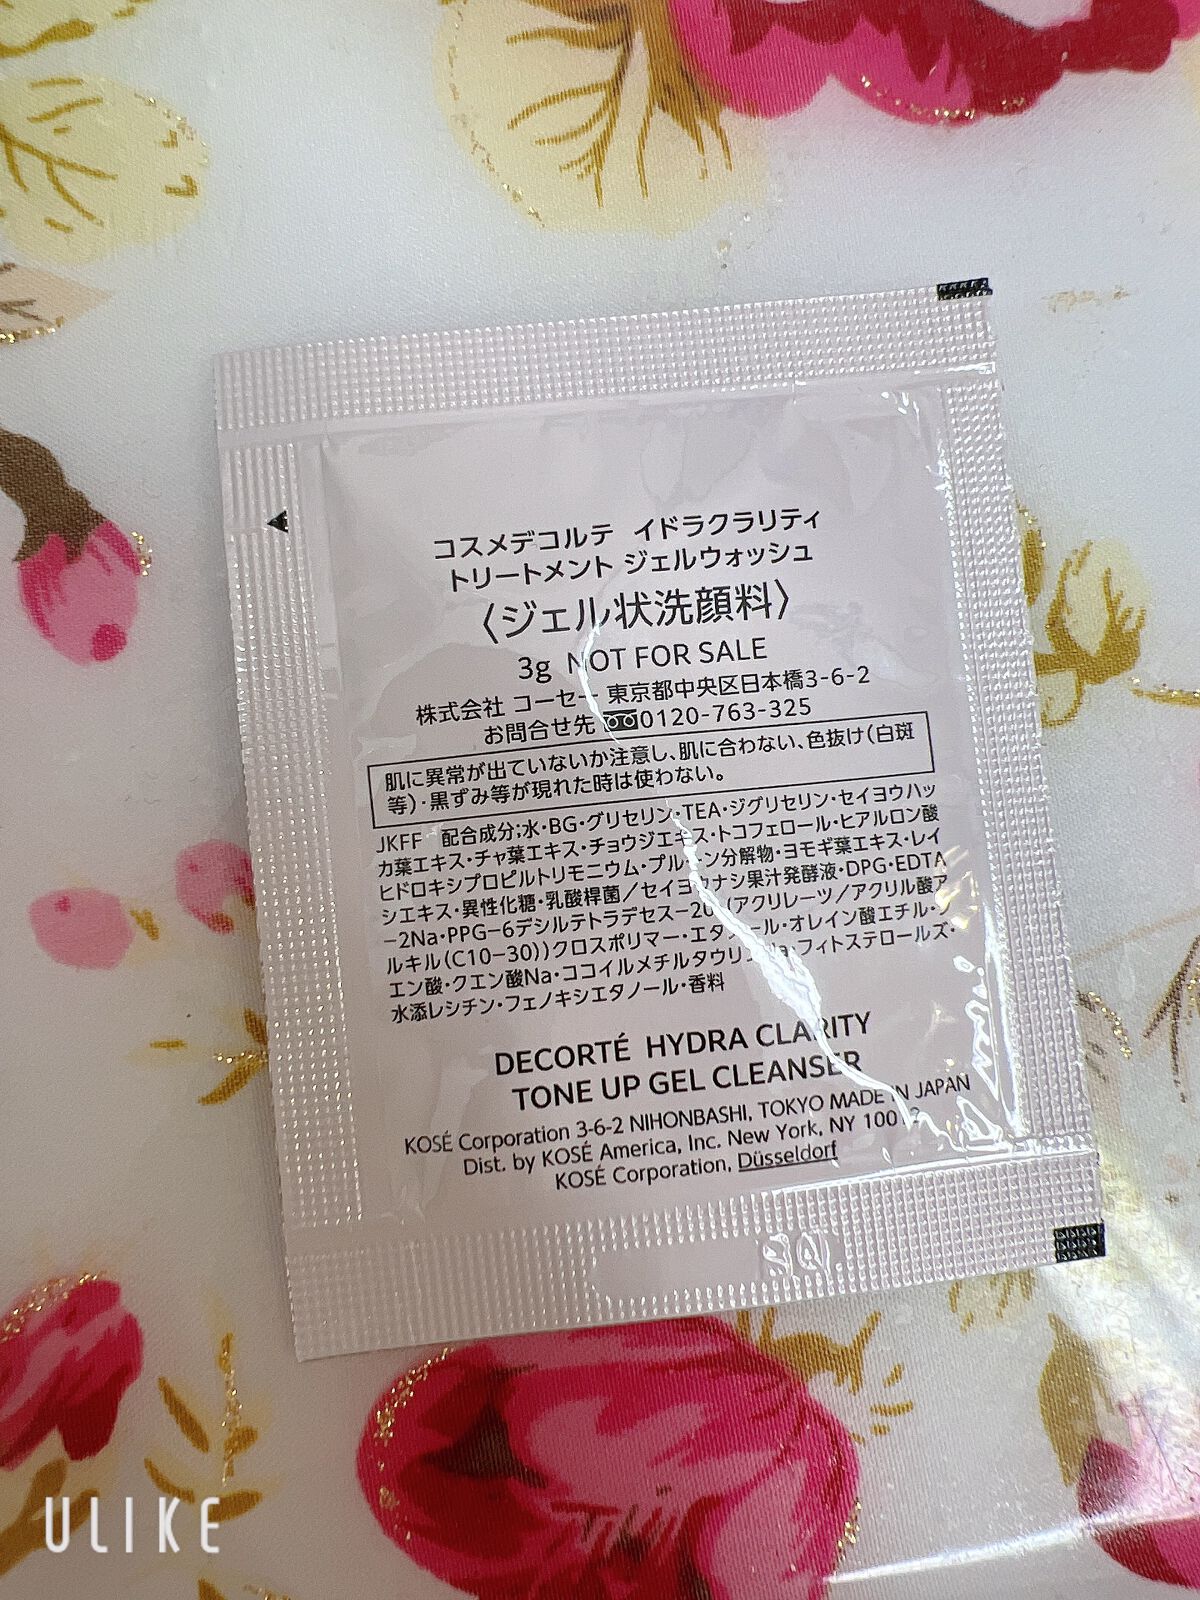 コスメデコルテ イドラクラリティ
トリートメント ジェルウォッシュ
〈ジェル状洗顔料〉
3g NOT FOR SALE
株式会社 コーセー 東京都中央区日本橋3-6-2
お問合せ先 0120-763-325
肌に異常が出ていないか注意し、肌に合わない、色抜け(白斑
等)・黒ずみ等が現れた時は使わない。
JKFF 配合成分;水・BG・グリセリン・TEA・ジグリセリン・セイヨウハッ
カ葉エキス・チャ葉エキス・チョウジエキス・トコフェロール・ヒアルロン酸
ヒドロキシプロピルトリモニウム・プルーン分解物・ヨモギ葉エキス・レイ
シエキス・異性化糖・乳酸桿菌/セイヨウナシ果汁発酵液・DPG・EDTA
-2Na・PPG-6デシルテトラデセス-20・(アクリレーツ/アクリル酸ア
ルキル(C10-30))クロスポリマー・エタノール・オレイン酸エチル・ク
エン酸・クエン酸Na・ココイルメチルタウリンNa・フィトステロールズ・
水添レシチン・フェノキシエタノール・香料
DECORTÉ HYDRA CLARITY
TONE UP GEL CLEANSER
KOSÉ Corporation 3-6-2 NIHONBASHI, TOKYO MADE IN JAPAN
Dist. by KOSÉ America, Inc. New York, NY
KOSÉ Corporation, Düsseldorf
ULIKE